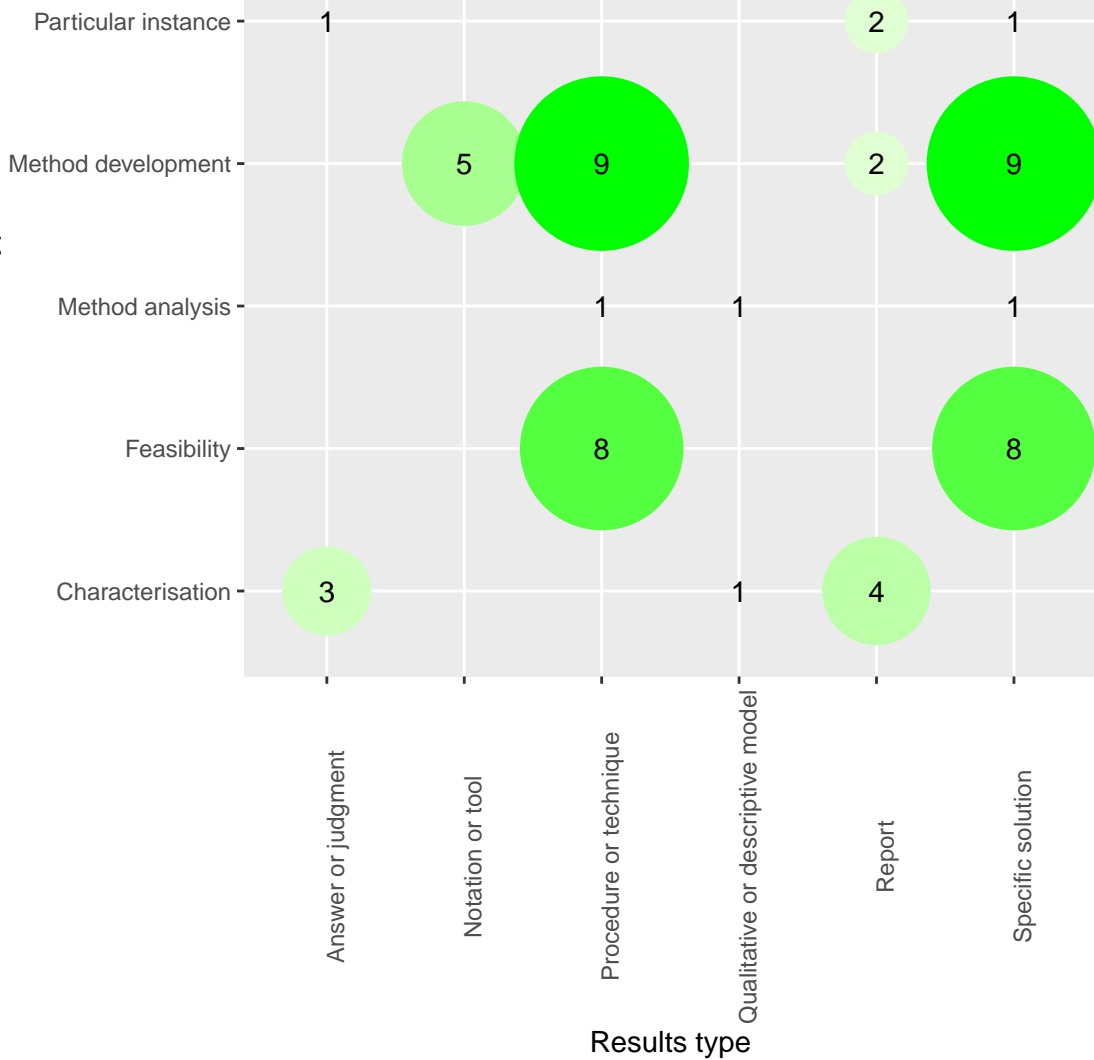 Particular instance 1 2 1
Method development 5 9 2 9
Method analysis 1 1 1
Feasibility 8 8
Characterisation 3 1 4
Answer or judgment
Notation or tool
Procedure or technique
Qualitative or descriptive model
Report
Specific solution
Results type